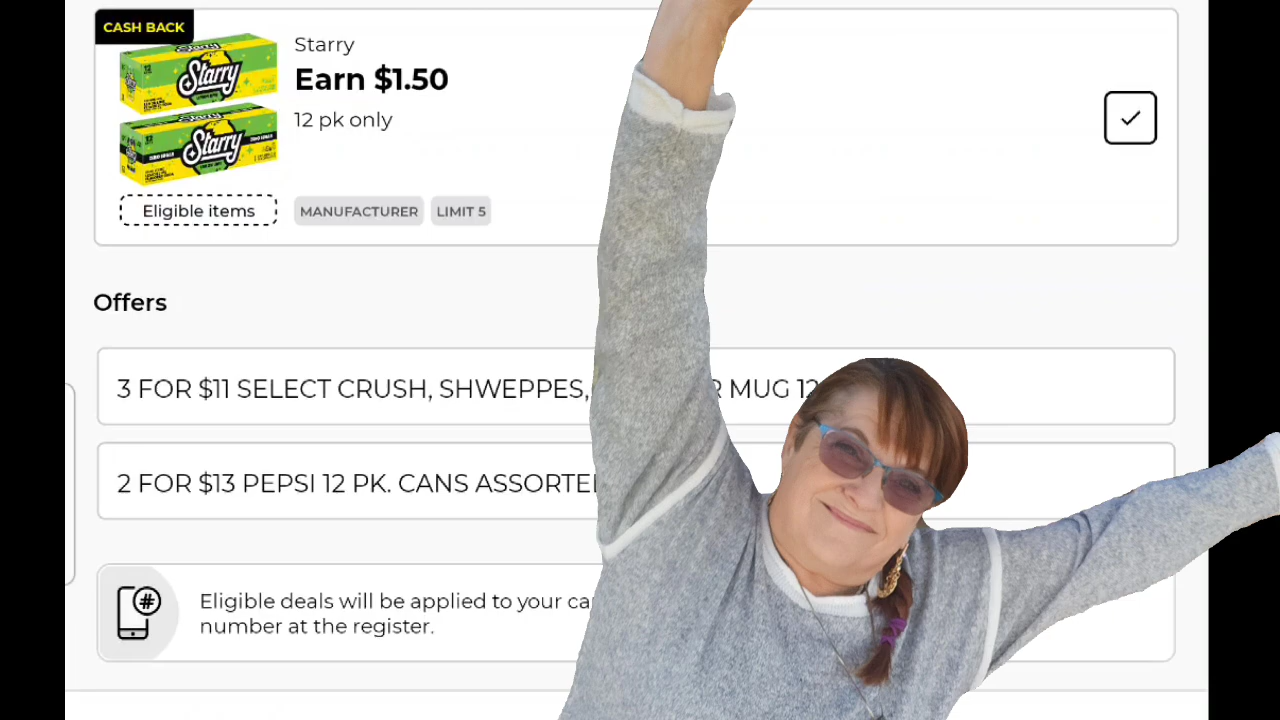 CASH BACK
Starry
Starry
Starry
Earn $1.50
12 pk only
Eligible items
MANUFACTURER
LIMIT 5
Offers
3 FOR $11 SELECT CRUSH, SHWEPPES, MUG 12
2 FOR $13 PEPSI 12 PK. CANS
Eligible deals will be applied to your
number at the register.